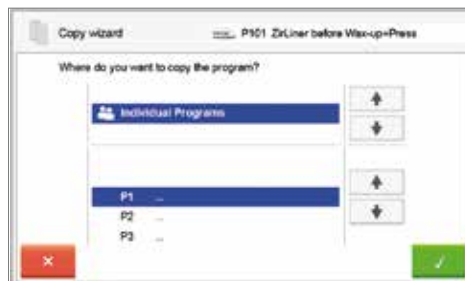 Copy wizard P101 ZirLiner before Wax-up+Press
Where do you want to copy the program?
Individual Programs
P1 ...
P2 ...
P3 ...